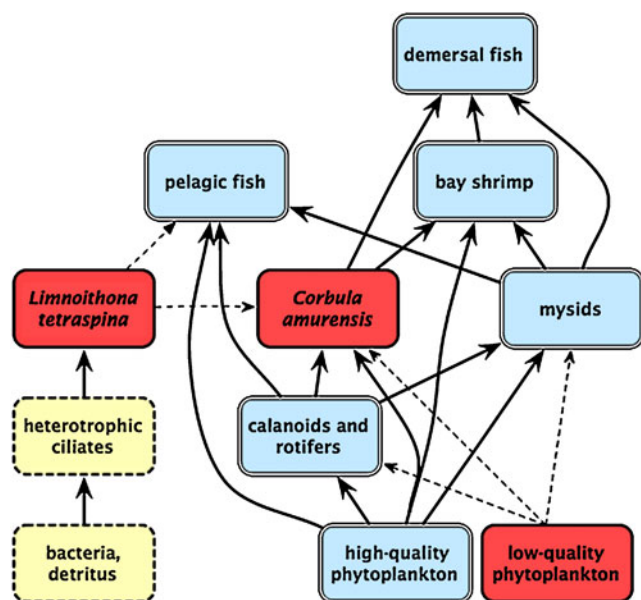 demersal fish
pelagic fish
bay shrimp
Limnoithona
tetraspina
Corbula
amurensis
mysids
heterotrophic
ciliates
calanoids and
rotifers
bacteria,
detritus
high-quality
phytoplankton
low-quality
phytoplankton